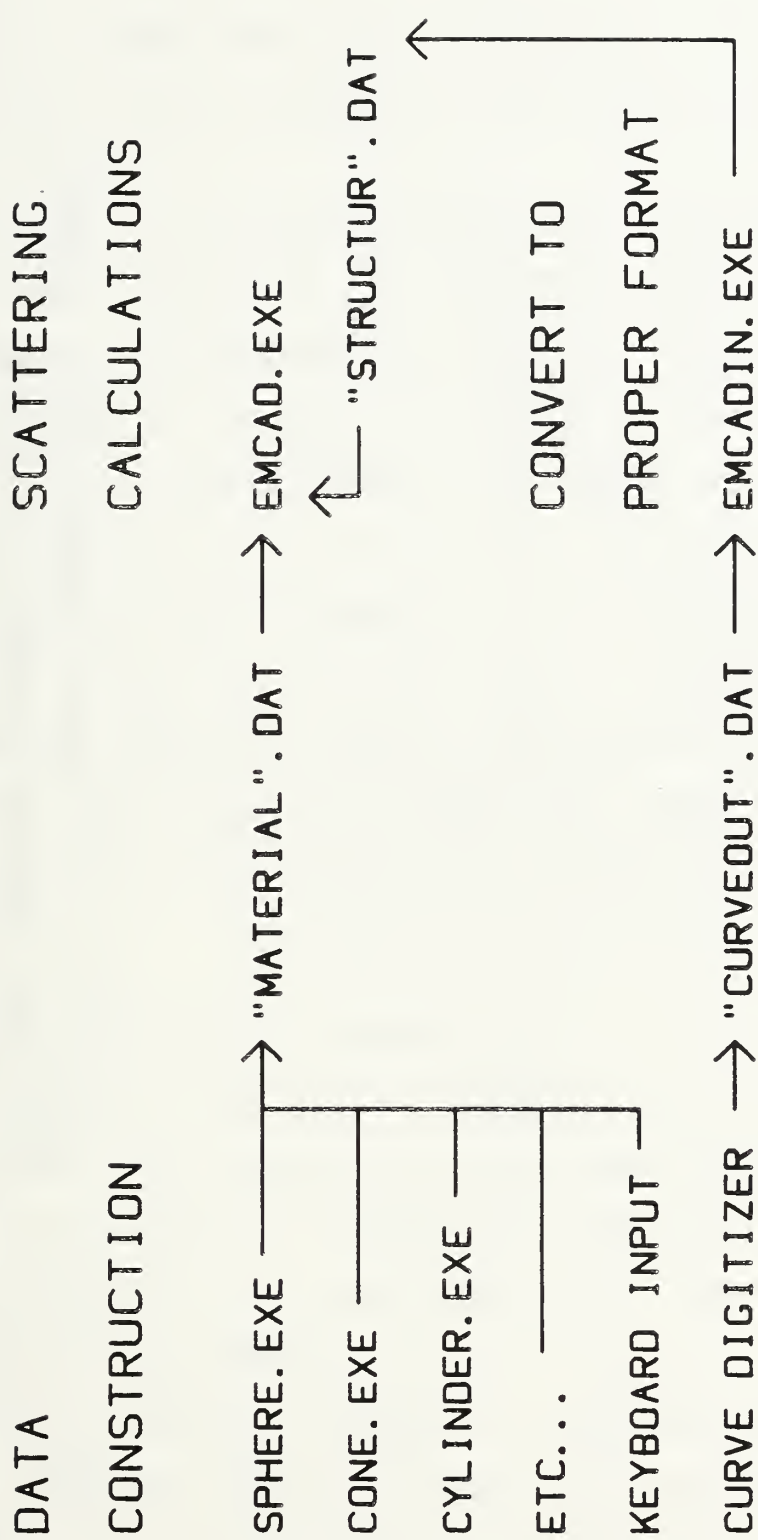 DATA
CONSTRUCTION
SCATTERING
CALCULATIONS
SPHERE.EXE
"MATERIAL".DAT
EMCAD.EXE
CONE.EXE
"STRUCTUR".DAT
CYLINDER.EXE
ETC...
CONVERT TO
KEYBOARD INPUT
PROPER FORMAT
CURVE DIGITIZER
"CURVEOUT".DAT
EMCADIN.EXE